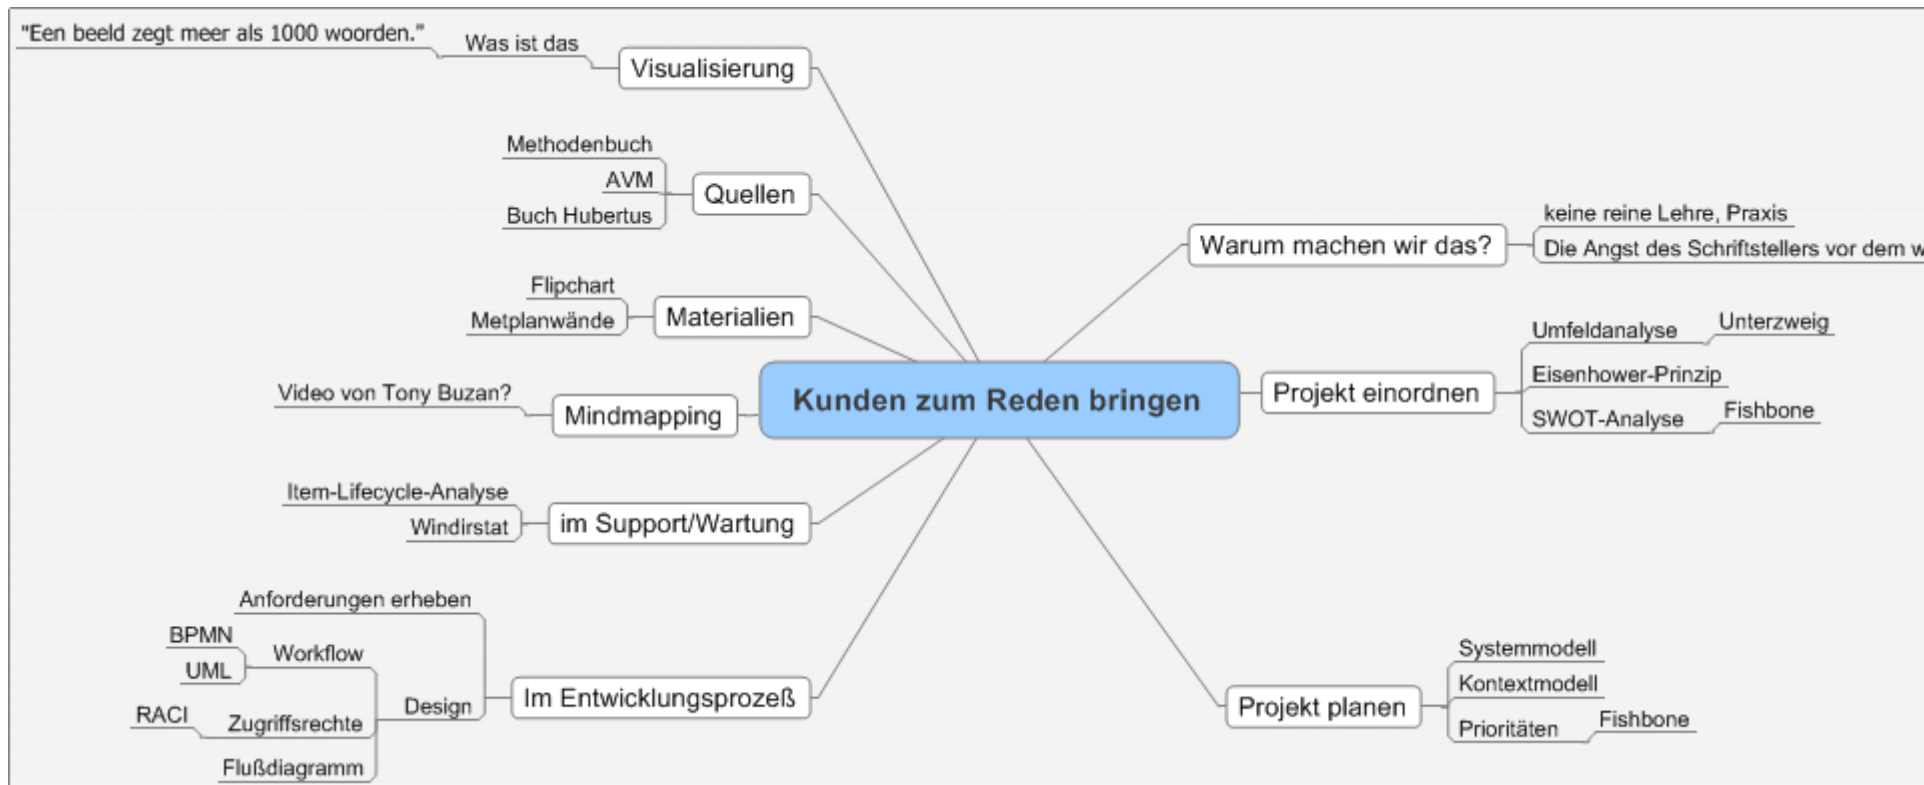 "Een beeld zegt meer als 1000 woorden."
Was ist das
Visualisierung
Methodenbuch
AVM
Buch Hubertus
Quellen
Flipchart
Metplanwände
Materialien
Video von Tony Buzan?
Mindmapping
Item-Lifecycle-Analyse
Windirstat
im Support/Wartung
Anforderungen erheben
BPMN
UML
Workflow
RACI
Zugriffsrechte
Flußdiagramm
Design
Im Entwicklungsprozeß
Kunden zum Reden bringen
Warum machen wir das?
keine reine Lehre, Praxis
Die Angst des Schriftstellers vor dem w
Projekt einordnen
Umfeldanalyse
Unterzweig
Eisenhower-Prinzip
SWOT-Analyse
Fishbone
Projekt planen
Systemmodell
Kontextmodell
Prioritäten
Fishbone